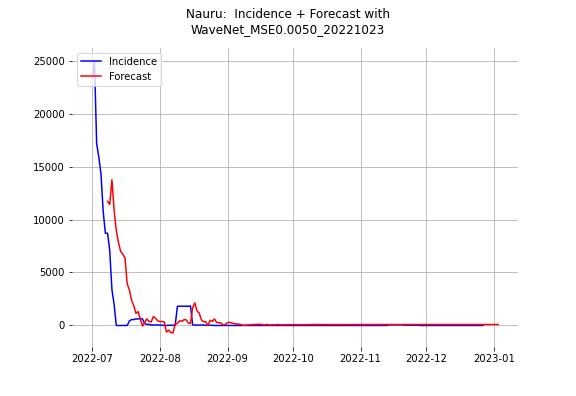 Nauru:  Incidence + Forecast with
WaveNet_MSE0.0050_20221023
Incidence
Forecast
25000
20000
15000
10000
5000
0
2022-07 2022-08 2022-09 2022-10 2022-11 2022-12 2023-01